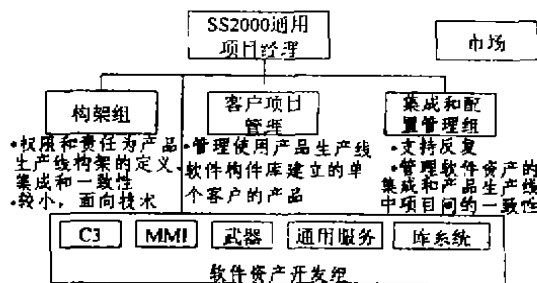 SS2000通用
项目经理
市场
构架组
客户项目
管理
集成和配
置管理组
•权限和责任为产品
生产线构架的定义
集成和一致性
•较小，面向技术
•管理使用产品生产线
软件构件库建立的单
个客户的产品
•支持反复
•管理软件资产的
集成和产品生产线
中项目间的一致性
C3
MMI
武器
通用服务
库系统
软件资产开发组